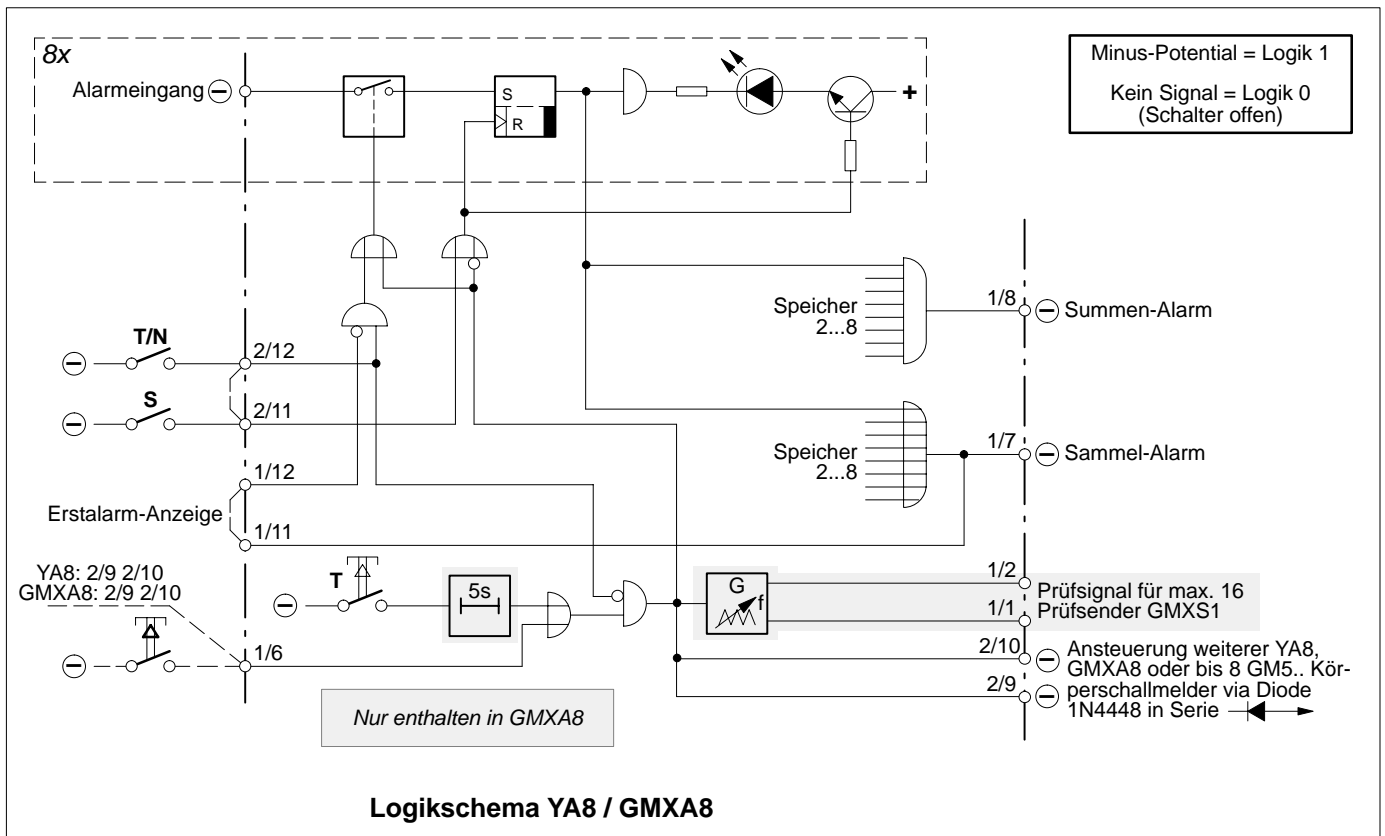 8x
Alarmeingang
S
R
+
Minus-Potential = Logik 1
Kein Signal = Logik 0
(Schalter offen)
T/N
2/12
S
2/11
1/12
Erstalarm-Anzeige
1/11
YA8: 2/9 2/10
GMXA8: 2/9 2/10
1/6
T
5s
G
f
Speicher
2...8
1/8
Summen-Alarm
Speicher
2...8
1/7
Sammel-Alarm
1/2
1/1
Prüfsignal für max. 16
Prüfsender GMXS1
2/10
2/9
Ansteuerung weiterer YA8,
GMXA8 oder bis 8 GM5.. Kör-
perschallmelder via Diode
1N4448 in Serie
Nur enthalten in GMXA8
Logikschema YA8 / GMXA8